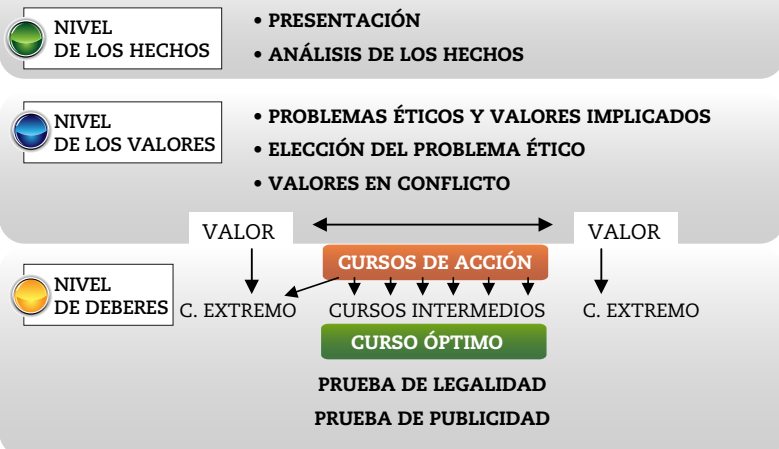 NIVEL
DE LOS HECHOS
• PRESENTACIÓN
• ANÁLISIS DE LOS HECHOS
NIVEL
DE LOS VALORES
• PROBLEMAS ÉTICOS Y VALORES IMPLICADOS
• ELECCIÓN DEL PROBLEMA ÉTICO
• VALORES EN CONFLICTO
VALOR
VALOR
CURSOS DE ACCIÓN
NIVEL
DE DEBERES
C. EXTREMO
CURSOS INTERMEDIOS
C. EXTREMO
CURSO ÓPTIMO
PRUEBA DE LEGALIDAD
PRUEBA DE PUBLICIDAD